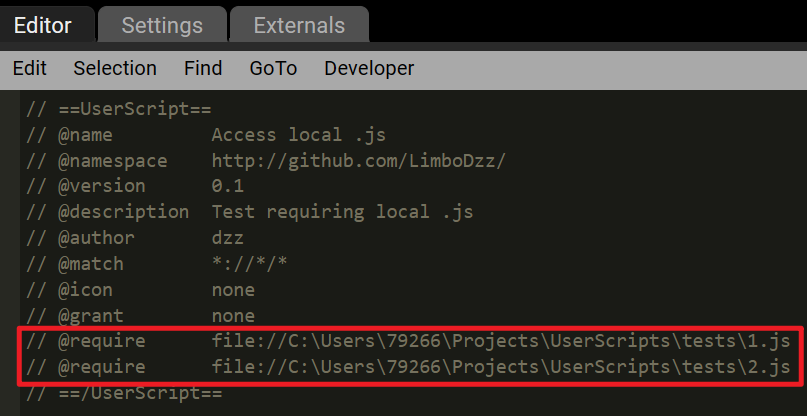 Editor Settings Externals
Edit Selection Find GoTo Developer
// ==UserScript==
// @name Access local .js
// @namespace http://github.com/LimboDzz/
// @version 0.1
// @description Test requiring local .js
// @author dzz
// @match *://*/*
// @icon none
// @grant none
// @require file://C:\Users\79266\Projects\UserScripts\tests\1.js
// @require file://C:\Users\79266\Projects\UserScripts\tests\2.js
// ==/UserScript==